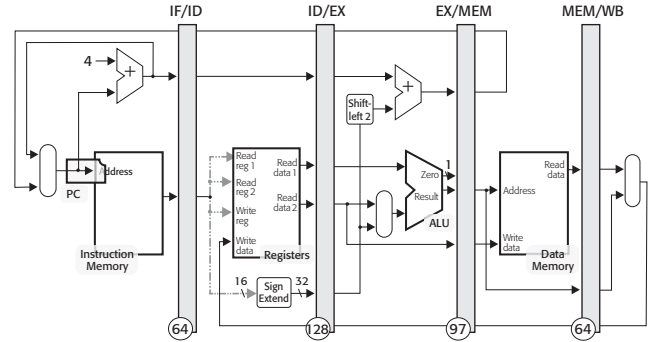 IF/ID
ID/EX
EX/MEM
MEM/WB
4
+
+
Shift-
left 2
Address
PC
Instruction
Memory
Read
reg 1
Read
reg 2
Write
reg
Write
data
Read
data 1
Read
data 2
Registers
16
Sign
Extend
32
Zero
1
Result
ALU
Address
Read
data
Write
data
Data
Memory
64
128
97
64